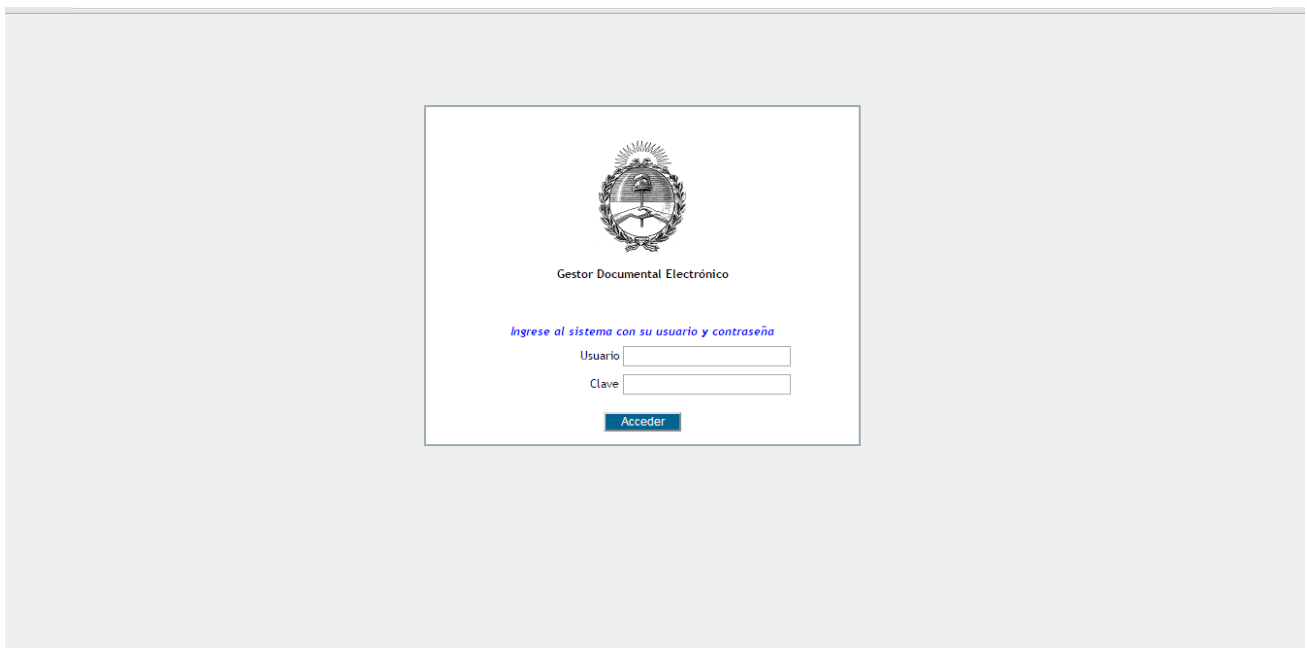 Gestor Documental Electrónico
Ingrese al sistema con su usuario y contraseña
Usuario
Clave
Acceder